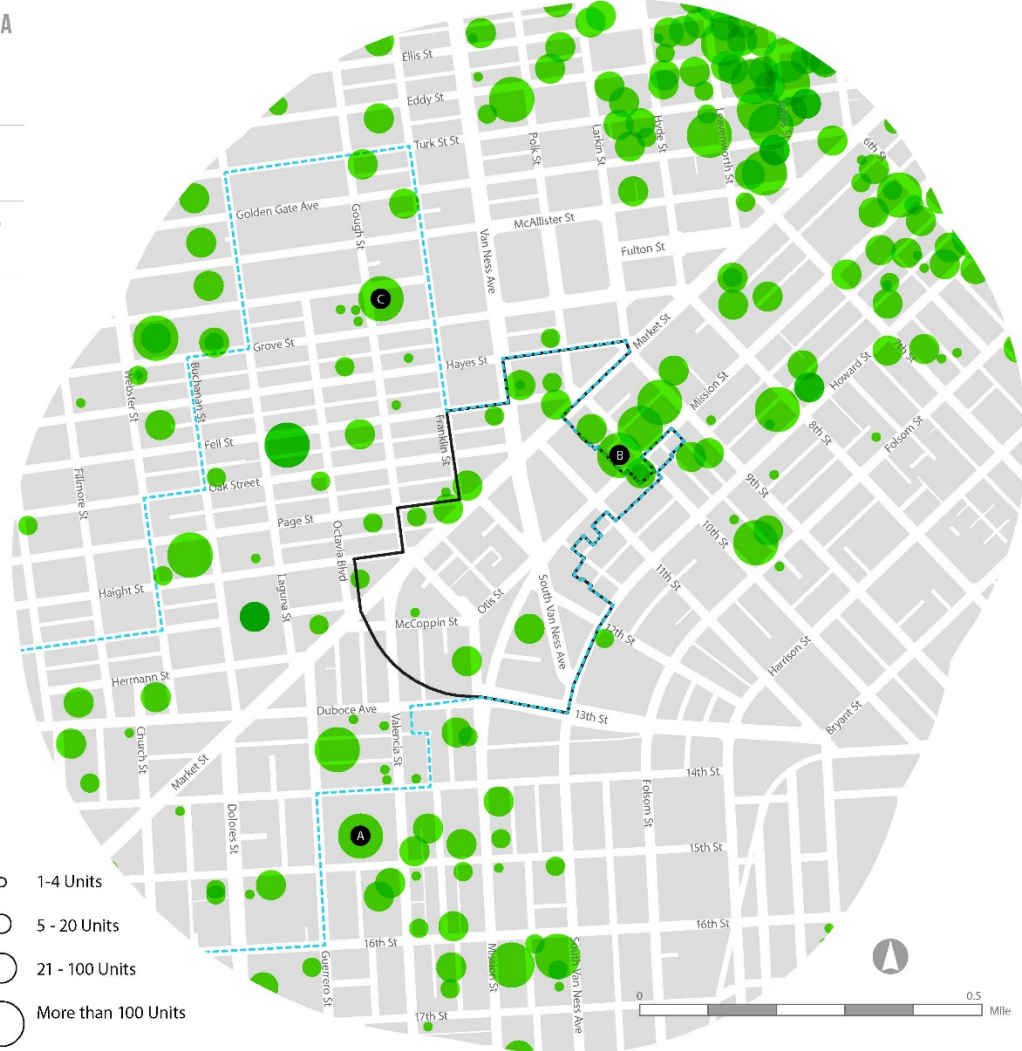 A
Ellis St
Eddy St
Turk St St
Polk St
Larkin St
Hyde St
Leavenworth St
6th St
Golden Gate Ave
Gough St
McAllister St
Van Ness Ave
Fulton St
C
Grove St
Hayes St
Market St
Mission St
Howard St
7th St
Webster St
Buchanan St
Franklin St
Fell St
B
8th St
Folsom St
Fillmore St
Oak Street
9th St
Page St
Octavia Blvd
10th St
Haight St
Laguna St
Otis St
South Van Ness Ave
11th St
McCoppin St
12th St
Harrison St
Hermann St
Duboce Ave
13th St
Bryant St
Church St
Valencia St
Market St
14th St
Dolores St
Folsom St
A
15th St
1-4 Units
5 - 20 Units
16th St
16th St
21 - 100 Units
Guerrero St
Mission St
South Van Ness Ave
More than 100 Units
17th St
0
0.5
Mile